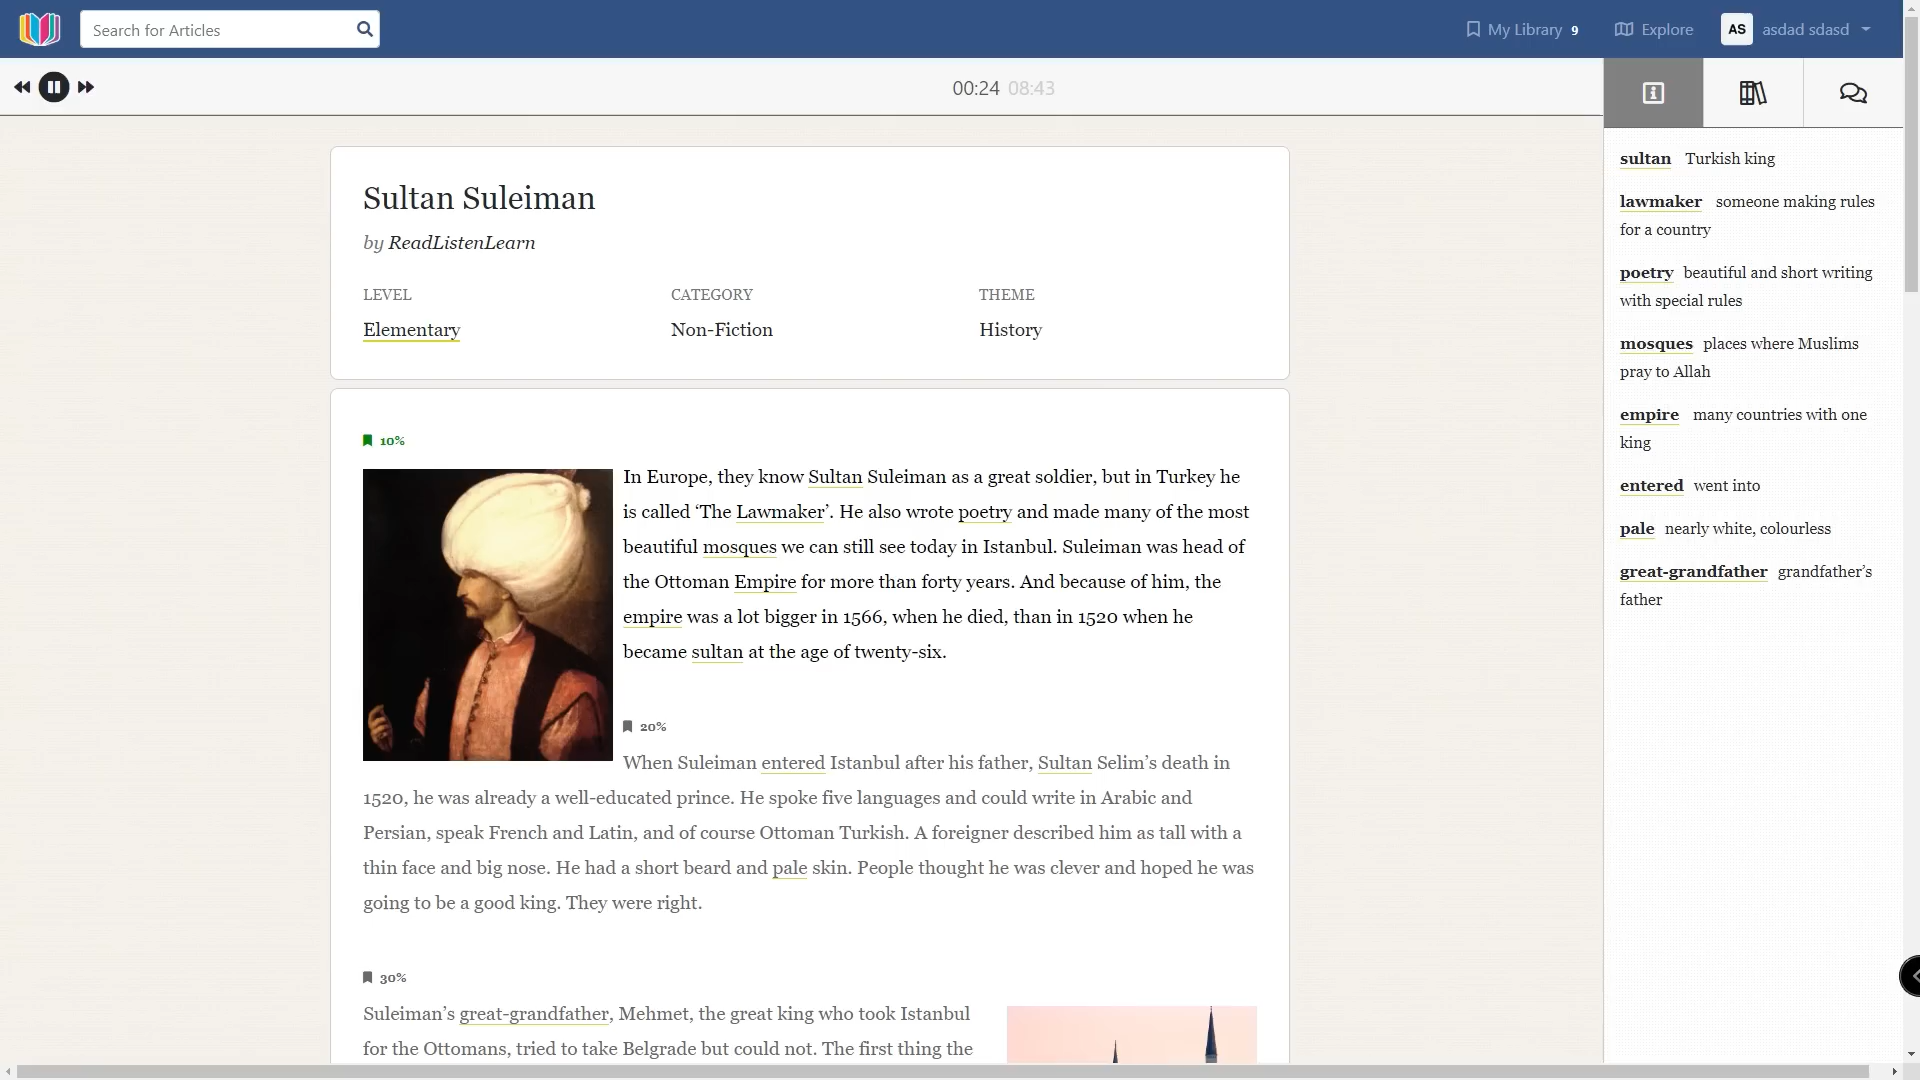 Search for Articles
My Library 9
Explore
AS asdad sdasd
00:24 08:43
Sultan Suleiman
by ReadListenLearn
LEVEL
Elementary
CATEGORY
Non-Fiction
THEME
History
10%
In Europe, they know Sultan Suleiman as a great soldier, but in Turkey he
is called ‘The Lawmaker’. He also wrote poetry and made many of the most
beautiful mosques we can still see today in Istanbul. Suleiman was head of
the Ottoman Empire for more than forty years. And because of him, the
empire was a lot bigger in 1566, when he died, than in 1520 when he
became sultan at the age of twenty-six.
20%
When Suleiman entered Istanbul after his father, Sultan Selim’s death in
1520, he was already a well-educated prince. He spoke five languages and could write in Arabic and
Persian, speak French and Latin, and of course Ottoman Turkish. A foreigner described him as tall with a
thin face and big nose. He had a short beard and pale skin. People thought he was clever and hoped he was
going to be a good king. They were right.
30%
Suleiman’s great-grandfather, Mehmet, the great king who took Istanbul
for the Ottomans, tried to take Belgrade but could not. The first thing the
sultan Turkish king
lawmaker someone making rules
for a country
poetry beautiful and short writing
with special rules
mosques places where Muslims
pray to Allah
empire many countries with one
king
entered went into
pale nearly white, colourless
great-grandfather grandfather’s
father